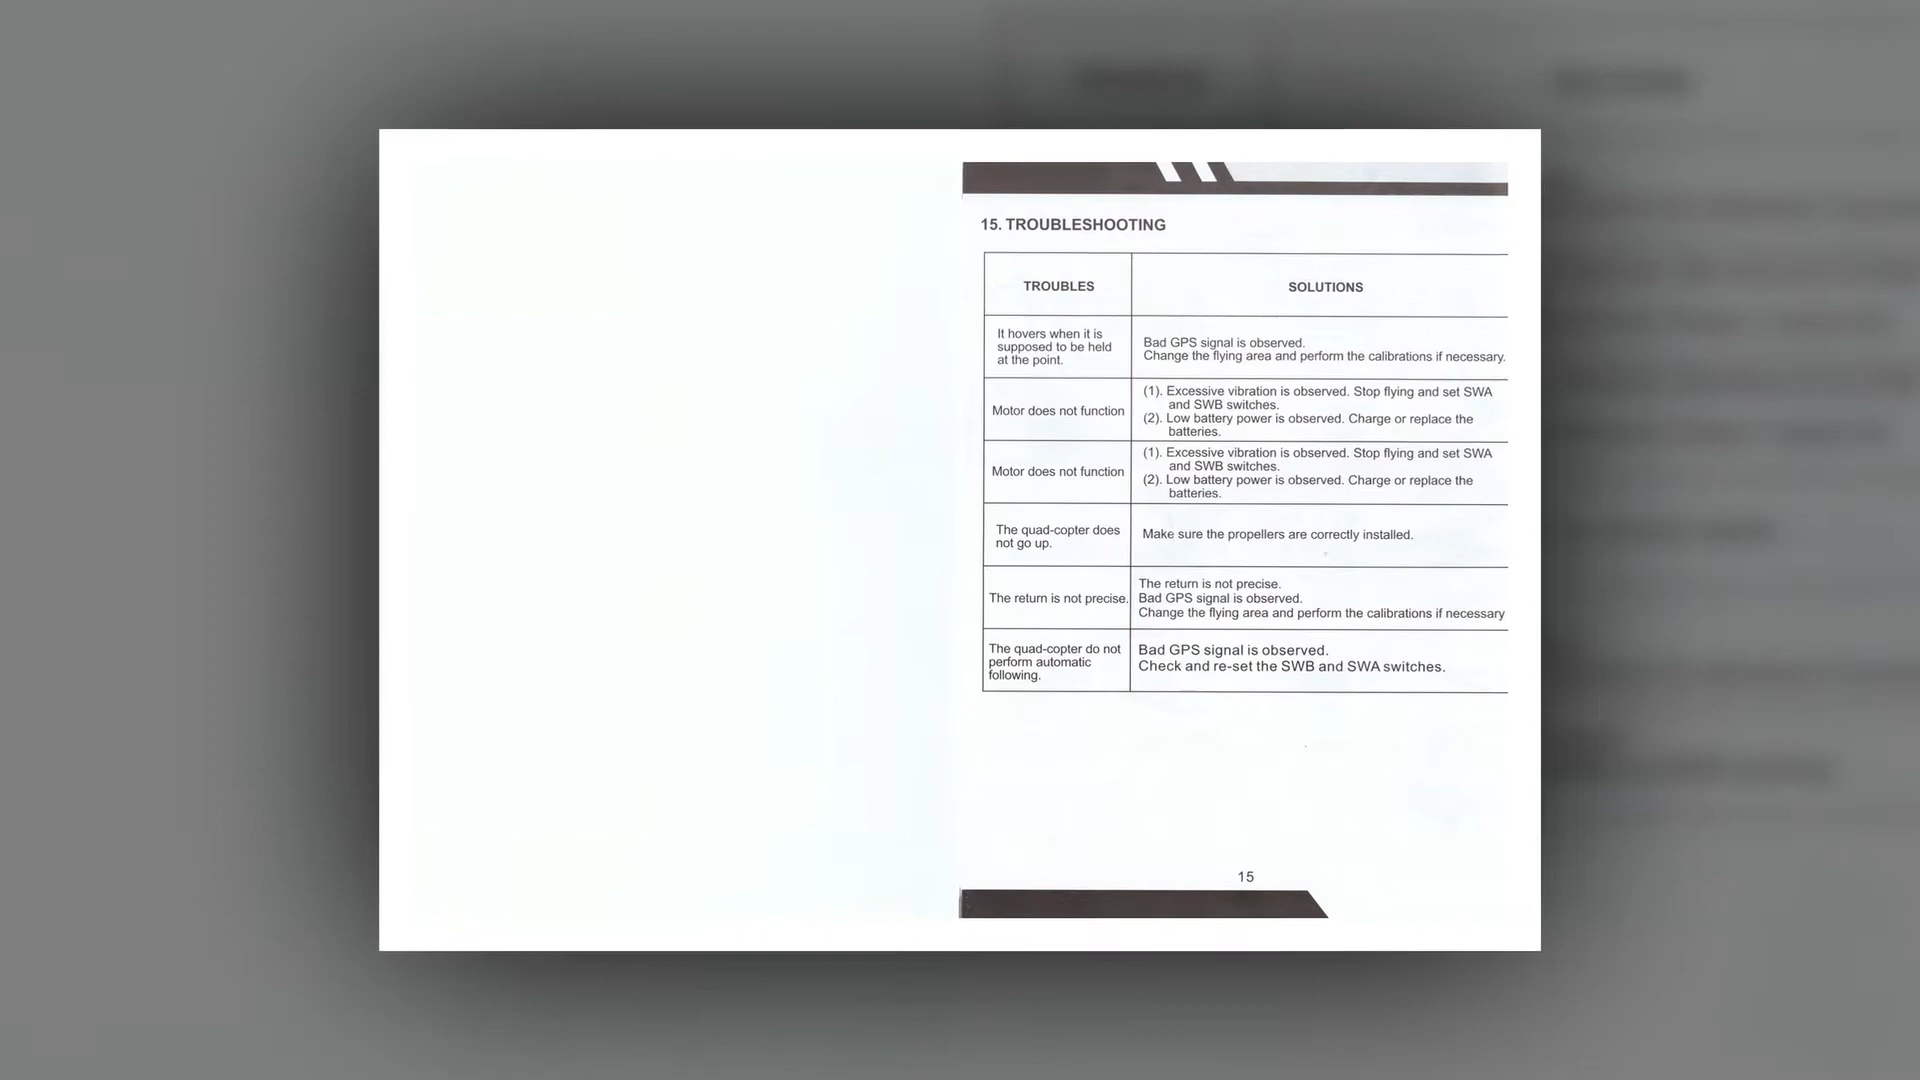 15. TROUBLESHOOTING
TROUBLES
SOLUTIONS
It hovers when it is
supposed to be held
at the point.
Bad GPS signal is observed.
Change the flying area and perform the calibrations if necessary.
Motor does not function
(1). Excessive vibration is observed. Stop flying and set SWA
and SWB switches.
(2). Low battery power is observed. Charge or replace the
batteries.
Motor does not function
(1). Excessive vibration is observed. Stop flying and set SWA
and SWB switches.
(2). Low battery power is observed. Charge or replace the
batteries.
The quad-copter does
not go up.
Make sure the propellers are correctly installed.
The return is not precise.
The return is not precise.
Bad GPS signal is observed.
Change the flying area and perform the calibrations if necessary
The quad-copter do not
perform automatic
following.
Bad GPS signal is observed.
Check and re-set the SWB and SWA switches.
15